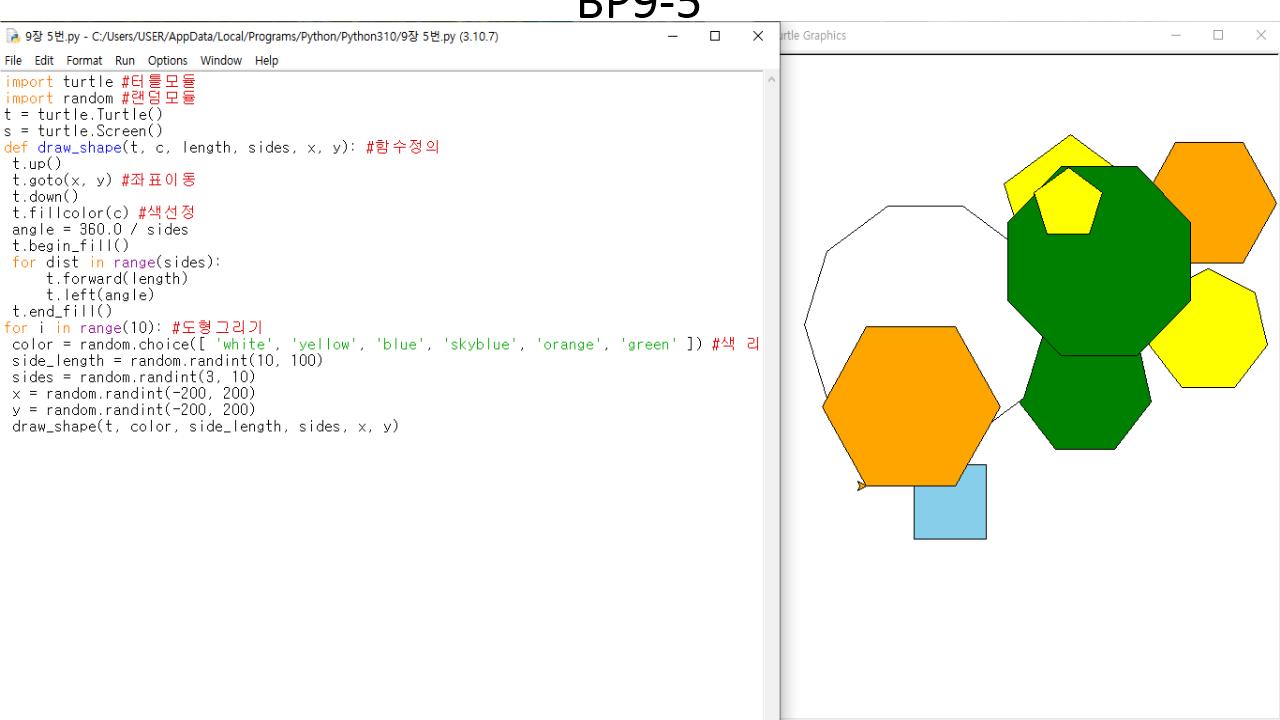 BP9-5
9장 5번.py - C:/Users/USER/AppData/Local/Programs/Python/Python310/9장 5번.py (3.10.7)
File Edit Format Run Options Window Help
import turtle #터틀모듈
import random #랜덤모듈
t = turtle.Turtle()
s = turtle.Screen()
def draw_shape(t, c, length, sides, x, y): #함수정의
 t.up()
 t.goto(x, y) #좌표이동
 t.down()
 t.fillcolor(c) #색선정
 angle = 360.0 / sides
 t.begin_fill()
 for dist in range(sides):
     t.forward(length)
     t.left(angle)
 t.end_fill()
for i in range(10): #도형그리기
 color = random.choice([ 'white', 'yellow', 'blue', 'skyblue', 'orange', 'green' ]) #색 리
 side_length = random.randint(10, 100)
 sides = random.randint(3, 10)
 x = random.randint(-200, 200)
 y = random.randint(-200, 200)
 draw_shape(t, color, side_length, sides, x, y)
urtle Graphics